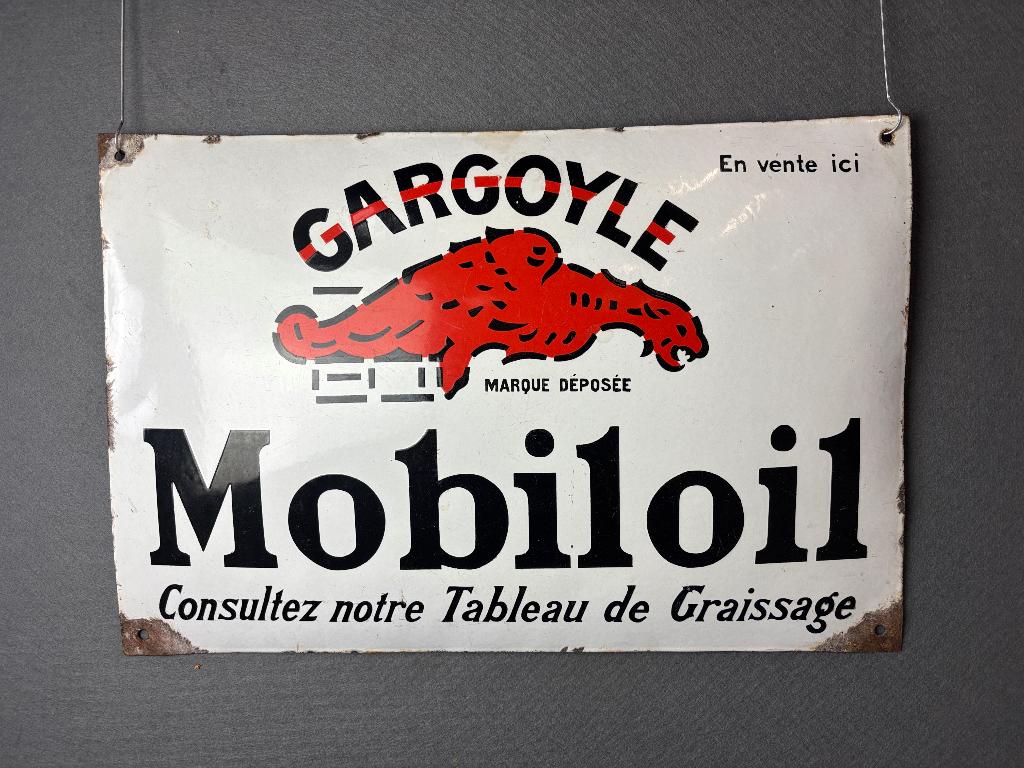 En vente ici
GARGOYLE
MARQUE DÉPOSÉE
Mobiloil
Consultez notre Tableau de Graissage